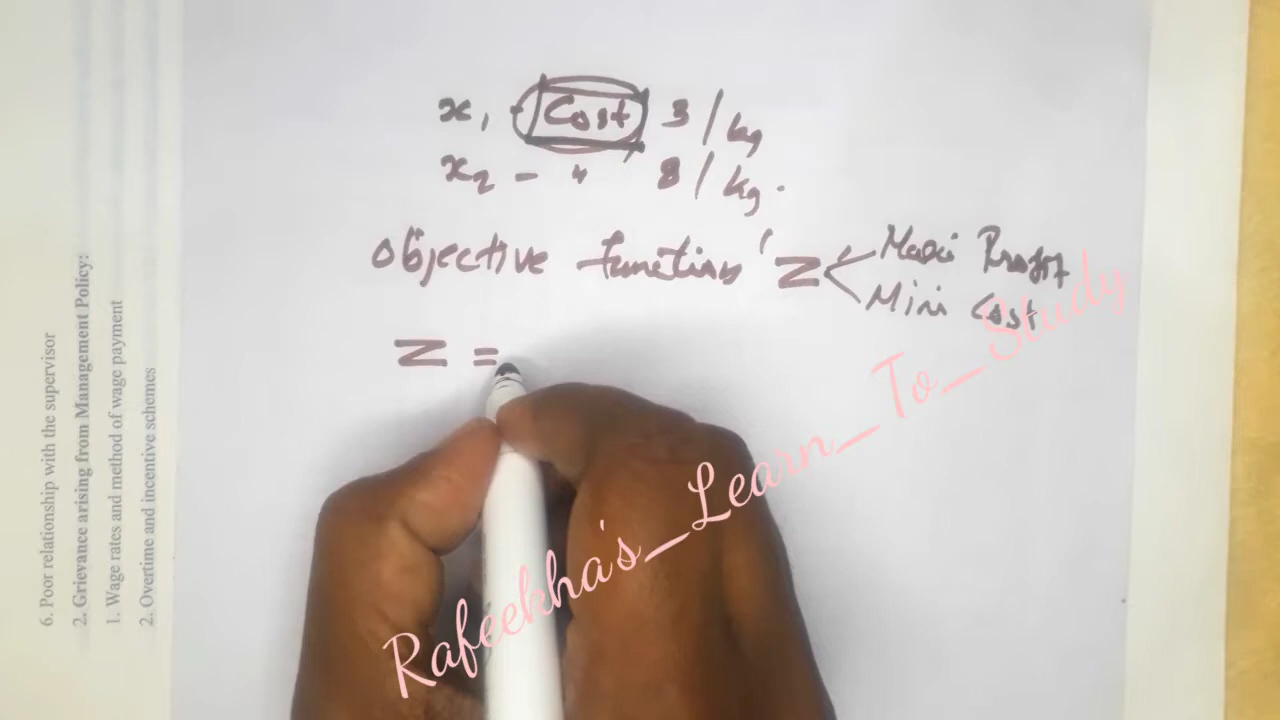 x₁ - Cost 3/kg
x₂ - " 8/kg.
Objective function 'Z
Maxi Profit
Mini Cost
Z =
Rafeekha's_Learn_To_Study
6. Poor relationship with the supervisor
2. Grievance arising from Management Policy:
1. Wage rates and method of wage payment
2. Overtime and incentive schemes